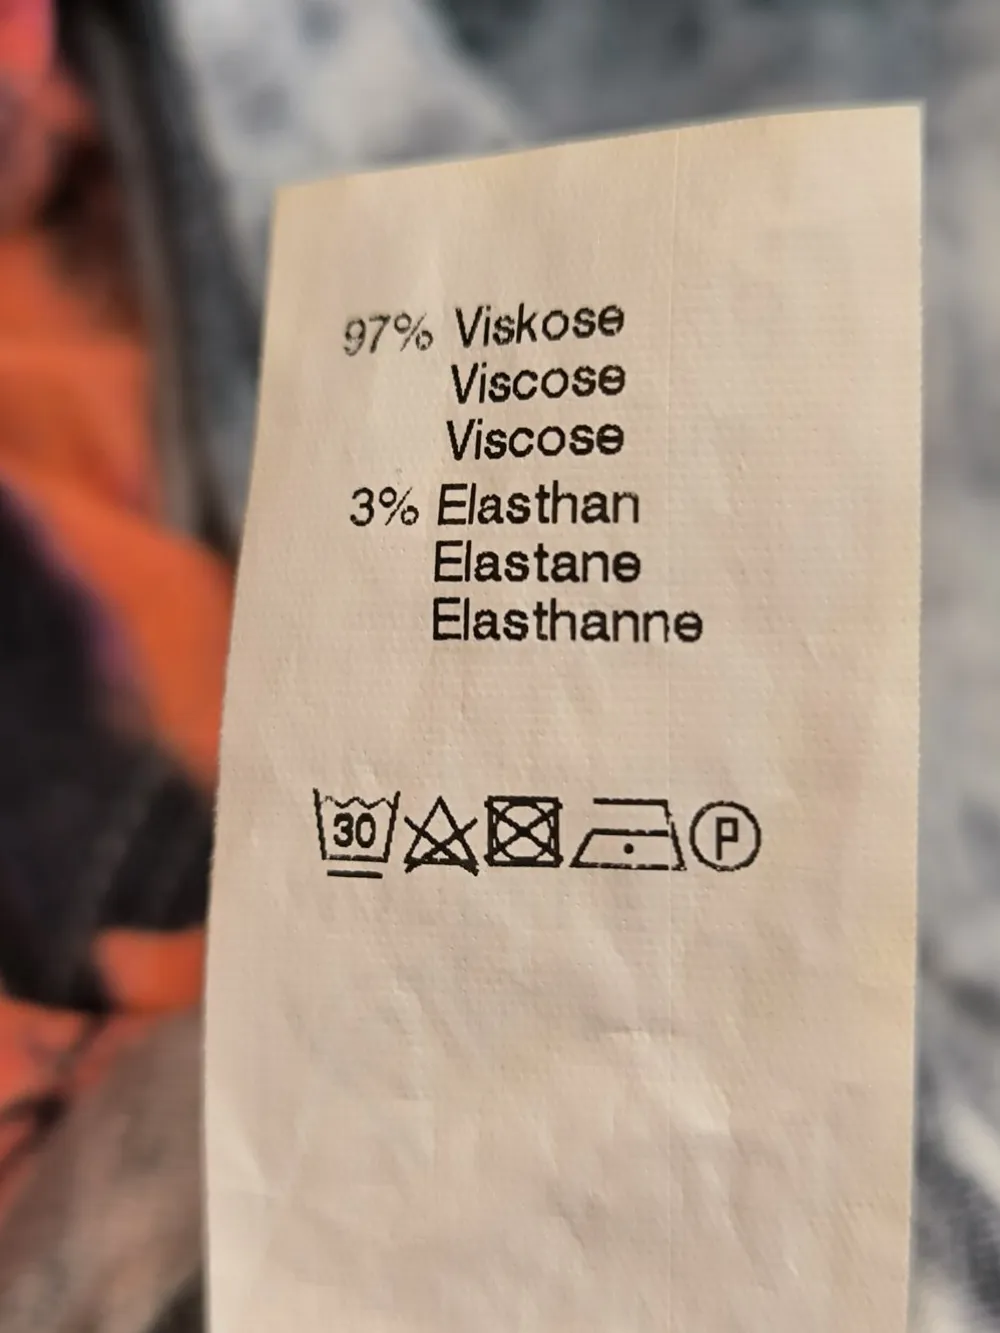 97% Viskose
Viscose
Viscose
3% Elasthan
Elastane
Elasthanne
30 P